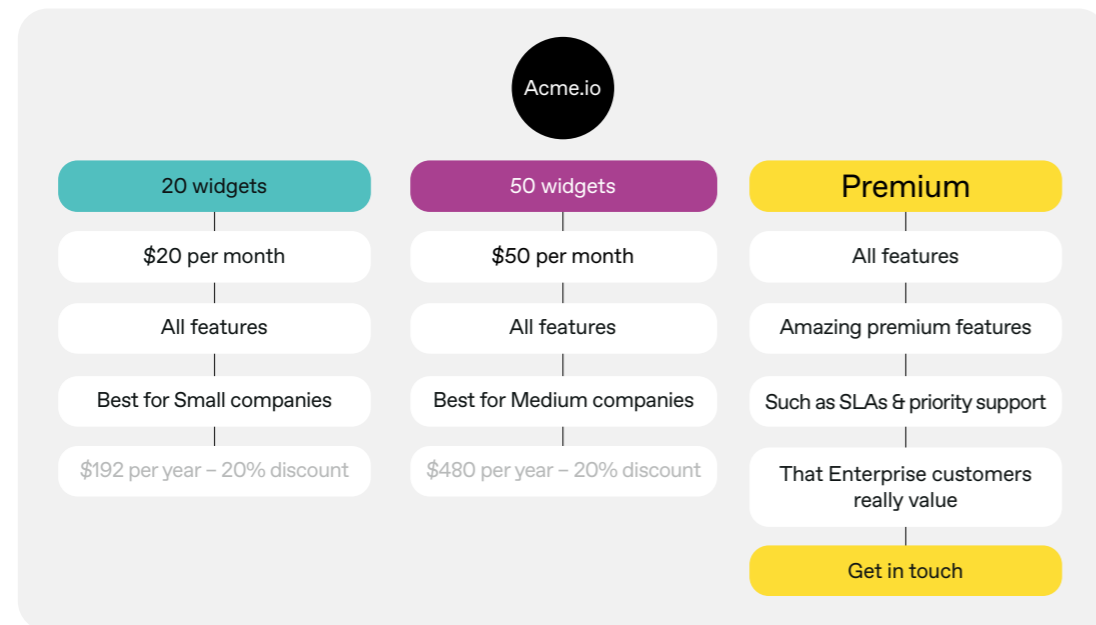 Acme.io
20 widgets
$20 per month
All features
Best for Small companies
$192 per year – 20% discount
50 widgets
$50 per month
All features
Best for Medium companies
$480 per year – 20% discount
Premium
All features
Amazing premium features
Such as SLAs & priority support
That Enterprise customers
really value
Get in touch